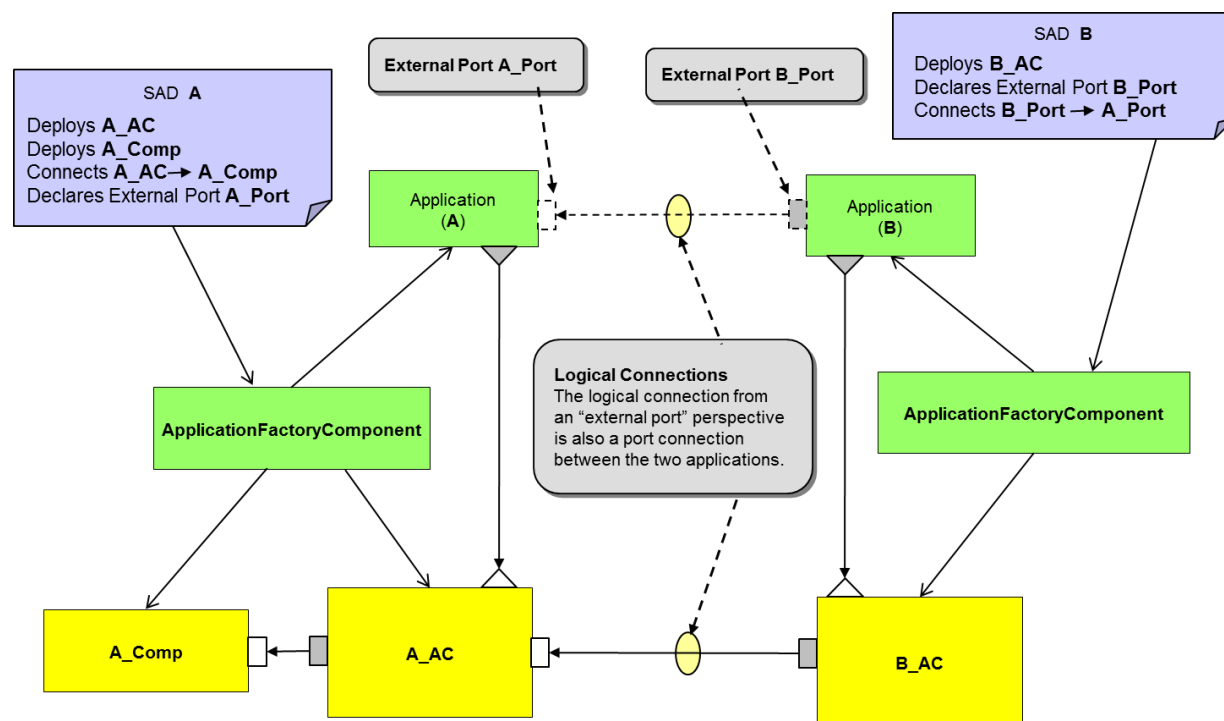 External Port A_Port
External Port B_Port
SAD A
Deploys A_AC
Deploys A_Comp
Connects A_AC → A_Comp
Declares External Port A_Port
SAD B
Deploys B_AC
Declares External Port B_Port
Connects B_Port → A_Port
Application
(A)
Application
(B)
Logical Connections
The logical connection from
an “external port” perspective
is also a port connection
between the two applications.
ApplicationFactoryComponent
ApplicationFactoryComponent
A_Comp
A_AC
B_AC